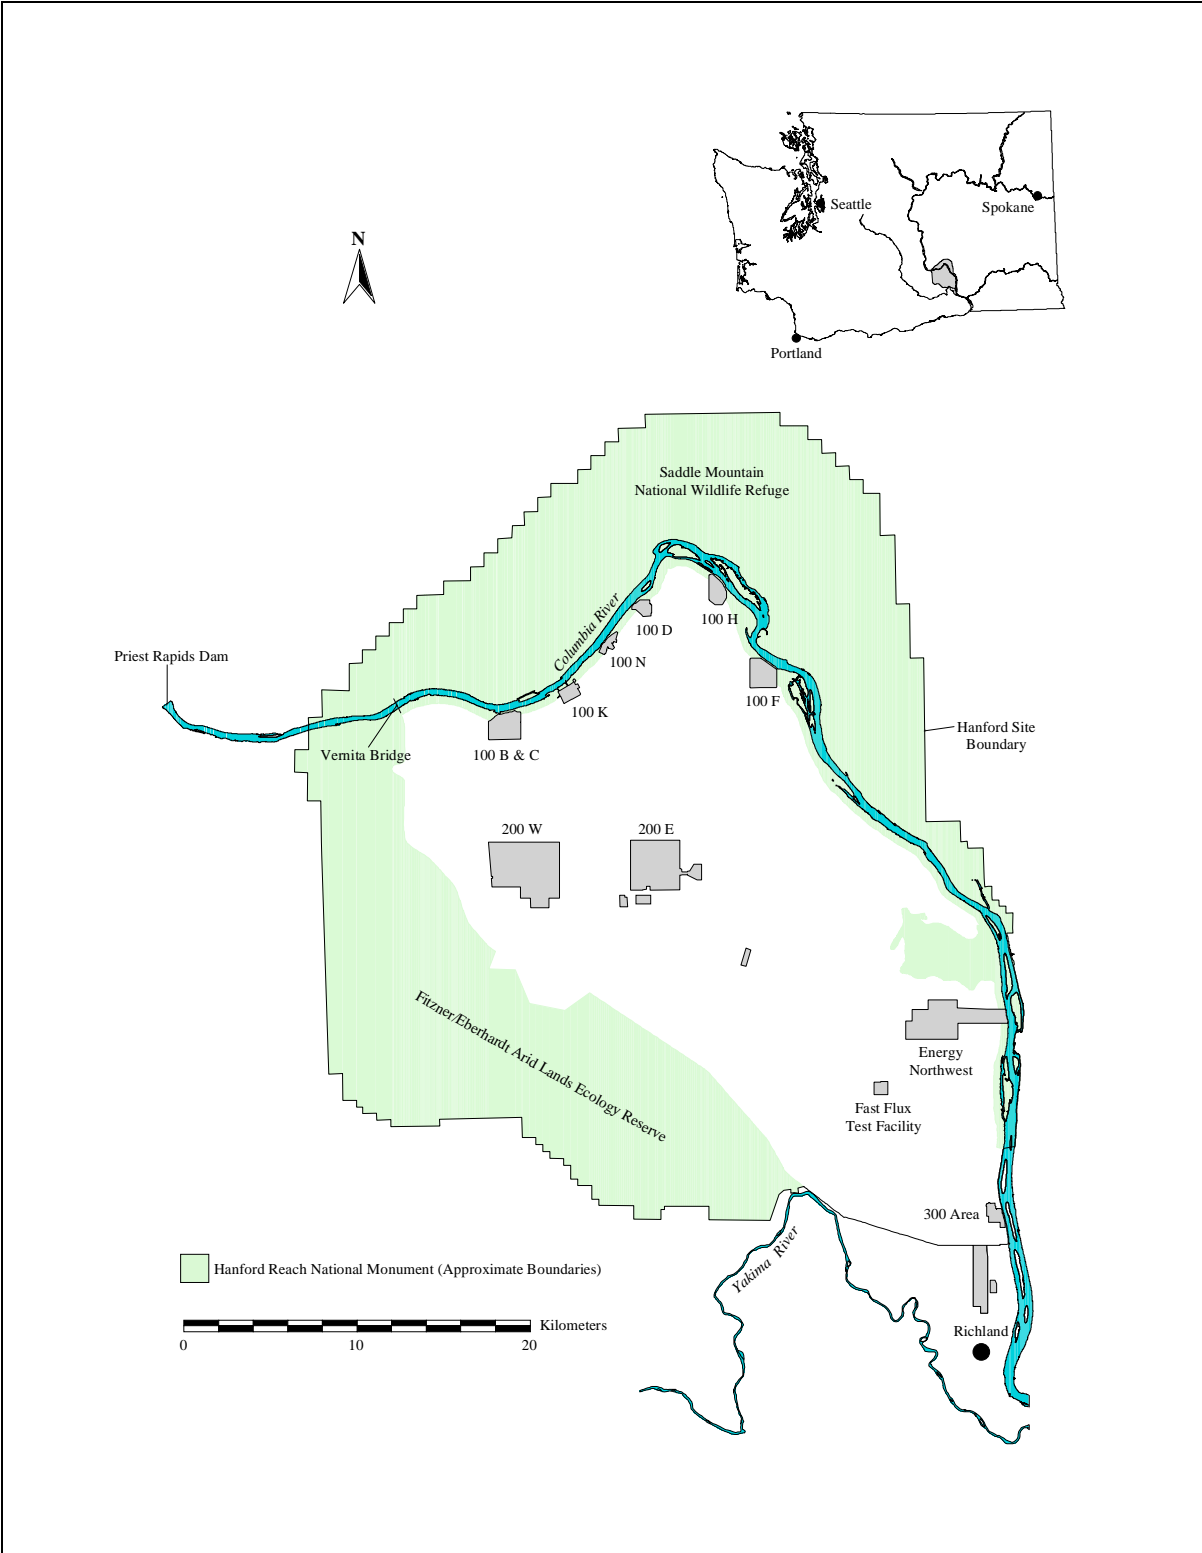 Seattle
Spokane
N
Portland
Saddle Mountain
National Wildlife Refuge
Columbia River
100 H
100 D
100 N
Priest Rapids Dam
100 F
100 K
Hanford Site
Boundary
Vernita Bridge
100 B & C
200 W
200 E
Fitzner/Eberhardt Arid Lands Ecology Reserve
Energy
Northwest
Fast Flux
Test Facility
300 Area
Yakima River
Hanford Reach National Monument (Approximate Boundaries)
Kilometers
0 10 20
Richland